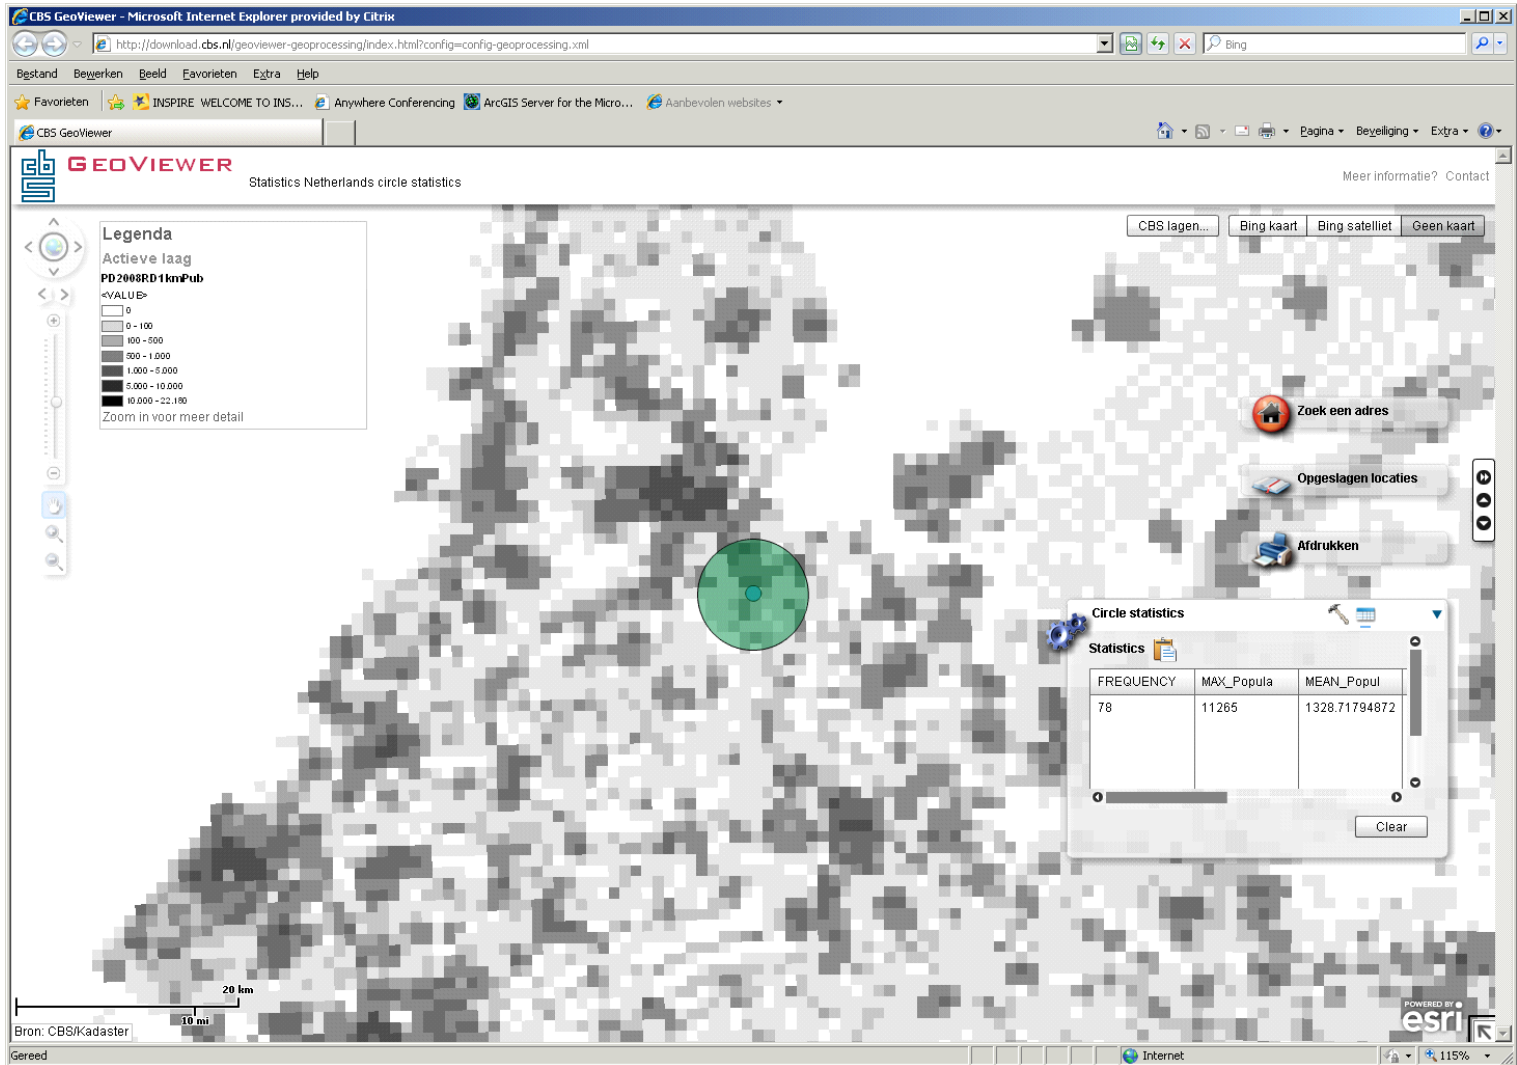 CBS GeoViewer - Microsoft Internet Explorer provided by Citrix
http://download.cbs.nl/geoviewer-geoprocessing/index.html?config=config-geoprocessing.xml
Bing
Bestand Bewerken Beeld Favorieten Extra Help
Favorieten INSPIRE WELCOME TO INS... Anywhere Conferencing ArcGIS Server for the Micro... Aanbevolen websites
CBS GeoViewer
Pagina Beveiliging Extra
cbs GEOVIEWER
Statistics Netherlands circle statistics
Meer informatie? Contact
CBS lagen... Bing kaart Bing satelliet Geen kaart
Legenda
Actieve laag
PD2008RD1kmPub
<VALUE>
0
0 - 100
100 - 500
500 - 1.000
1.000 - 5.000
5.000 - 10.000
10.000 - 22.180
Zoom in voor meer detail
Zoek een adres
Opgeslagen locaties
Afdrukken
Circle statistics
Statistics
FREQUENCY MAX_Popula MEAN_Popul
78 11265 1328.71794872
Clear
20 km
10 mi
Bron: CBS/Kadaster
POWERED BY
esri
Gereed
Internet
115%